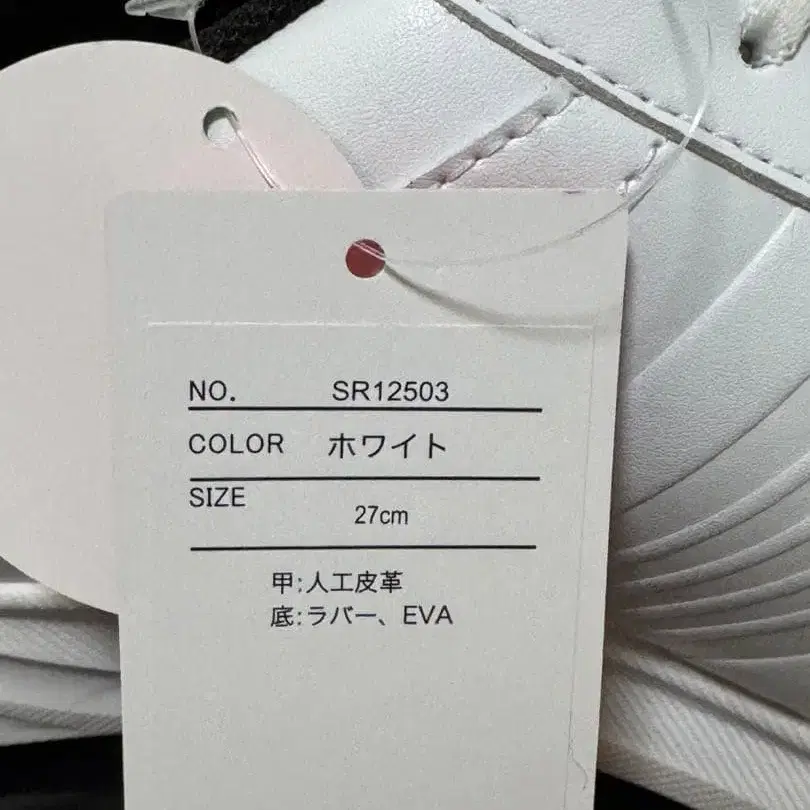 NO. SR12503
COLOR ホワイト
SIZE 27cm
甲:人工皮革
底:ラバー、EVA